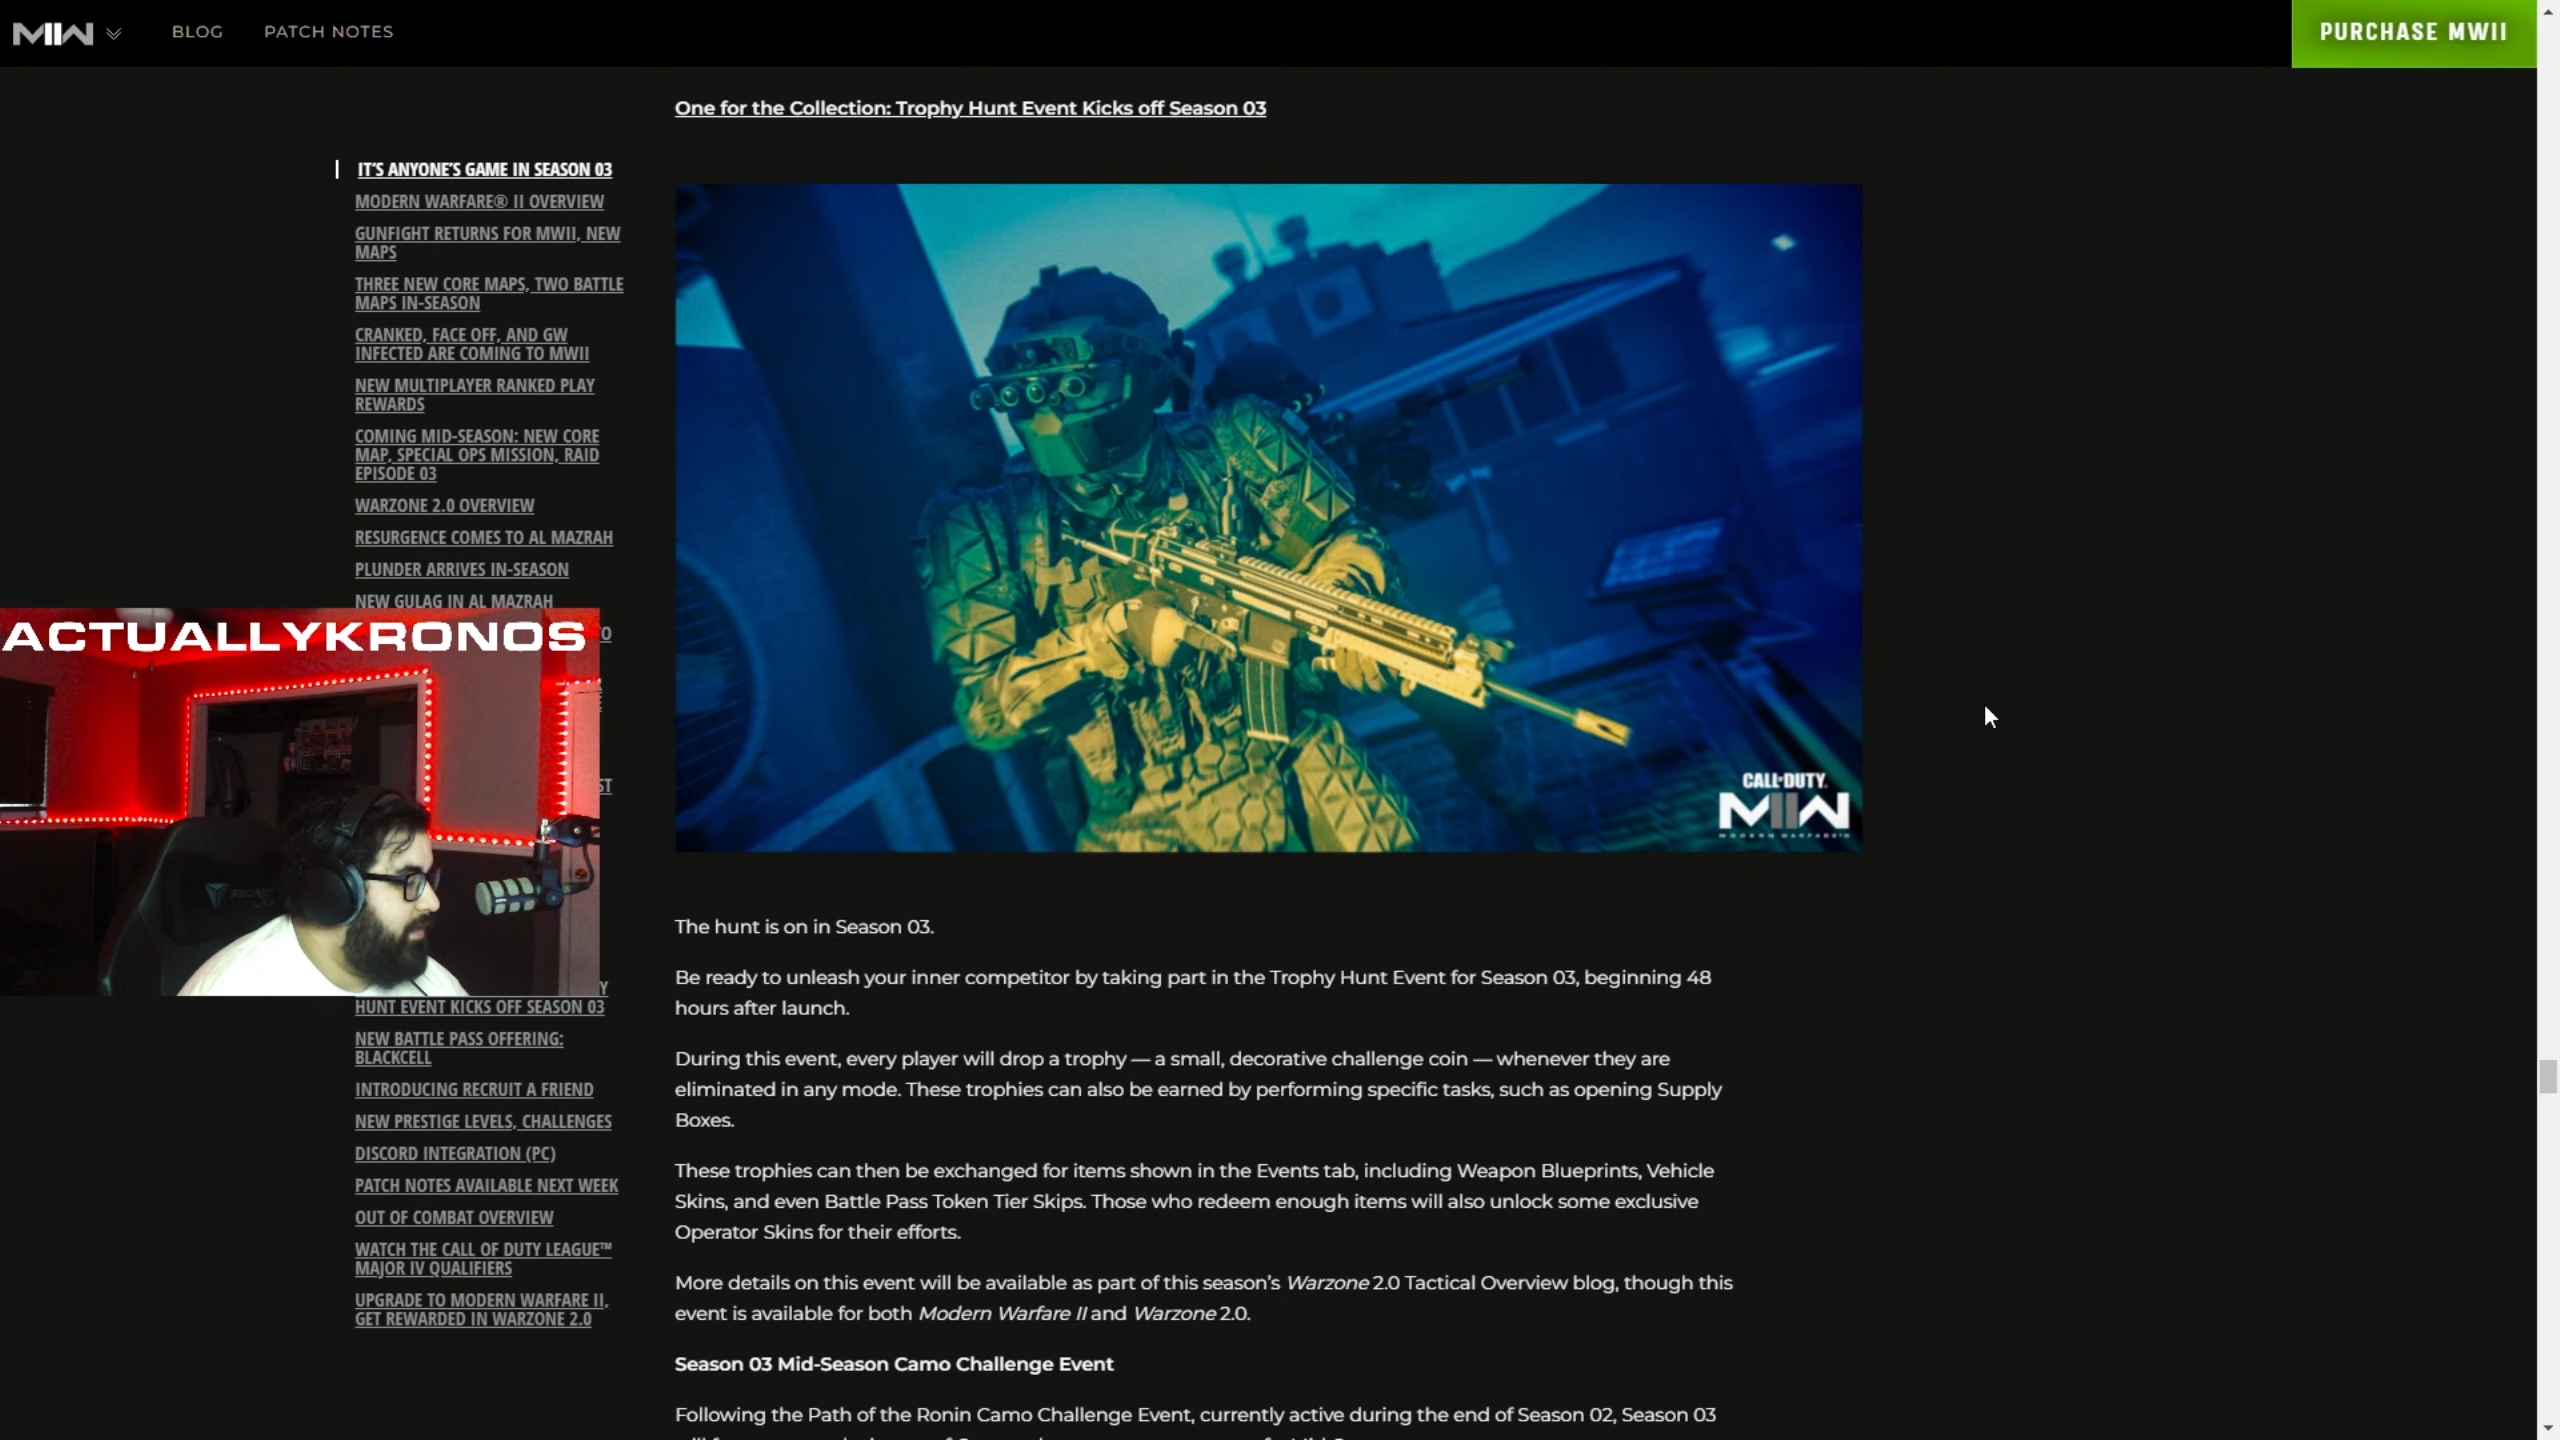 MIIW
BLOG
PATCH NOTES
PURCHASE MWII
One for the Collection: Trophy Hunt Event Kicks off Season 03
IT'S ANYONE'S GAME IN SEASON 03
MODERN WARFARE® II OVERVIEW
GUNFIGHT RETURNS FOR MWII, NEW
MAPS
THREE NEW CORE MAPS, TWO BATTLE
MAPS IN-SEASON
CRANKED, FACE OFF, AND GW
INFECTED ARE COMING TO MWII
NEW MULTIPLAYER RANKED PLAY
REWARDS
COMING MID-SEASON: NEW CORE
MAP, SPECIAL OPS MISSION, RAID
EPISODE 03
WARZONE 2.0 OVERVIEW
RESURGENCE COMES TO AL MAZRAH
PLUNDER ARRIVES IN-SEASON
NEW GULAG IN AL MAZRAH
ACTUALLYKRONOS
HUNT EVENT KICKS OFF SEASON 03
NEW BATTLE PASS OFFERING:
BLACKCELL
INTRODUCING RECRUIT A FRIEND
NEW PRESTIGE LEVELS, CHALLENGES
DISCORD INTEGRATION (PC)
PATCH NOTES AVAILABLE NEXT WEEK
OUT OF COMBAT OVERVIEW
WATCH THE CALL OF DUTY LEAGUE™
MAJOR IV QUALIFIERS
UPGRADE TO MODERN WARFARE II,
GET REWARDED IN WARZONE 2.0
CALL OF DUTY
MIIW
MODERN WARFARE II
The hunt is on in Season 03.
Be ready to unleash your inner competitor by taking part in the Trophy Hunt Event for Season 03, beginning 48
hours after launch.
During this event, every player will drop a trophy — a small, decorative challenge coin — whenever they are
eliminated in any mode. These trophies can also be earned by performing specific tasks, such as opening Supply
Boxes.
These trophies can then be exchanged for items shown in the Events tab, including Weapon Blueprints, Vehicle
Skins, and even Battle Pass Token Tier Skips. Those who redeem enough items will also unlock some exclusive
Operator Skins for their efforts.
More details on this event will be available as part of this season's Warzone 2.0 Tactical Overview blog, though this
event is available for both Modern Warfare II and Warzone 2.0.
Season 03 Mid-Season Camo Challenge Event
Following the Path of the Ronin Camo Challenge Event, currently active during the end of Season 02, Season 03